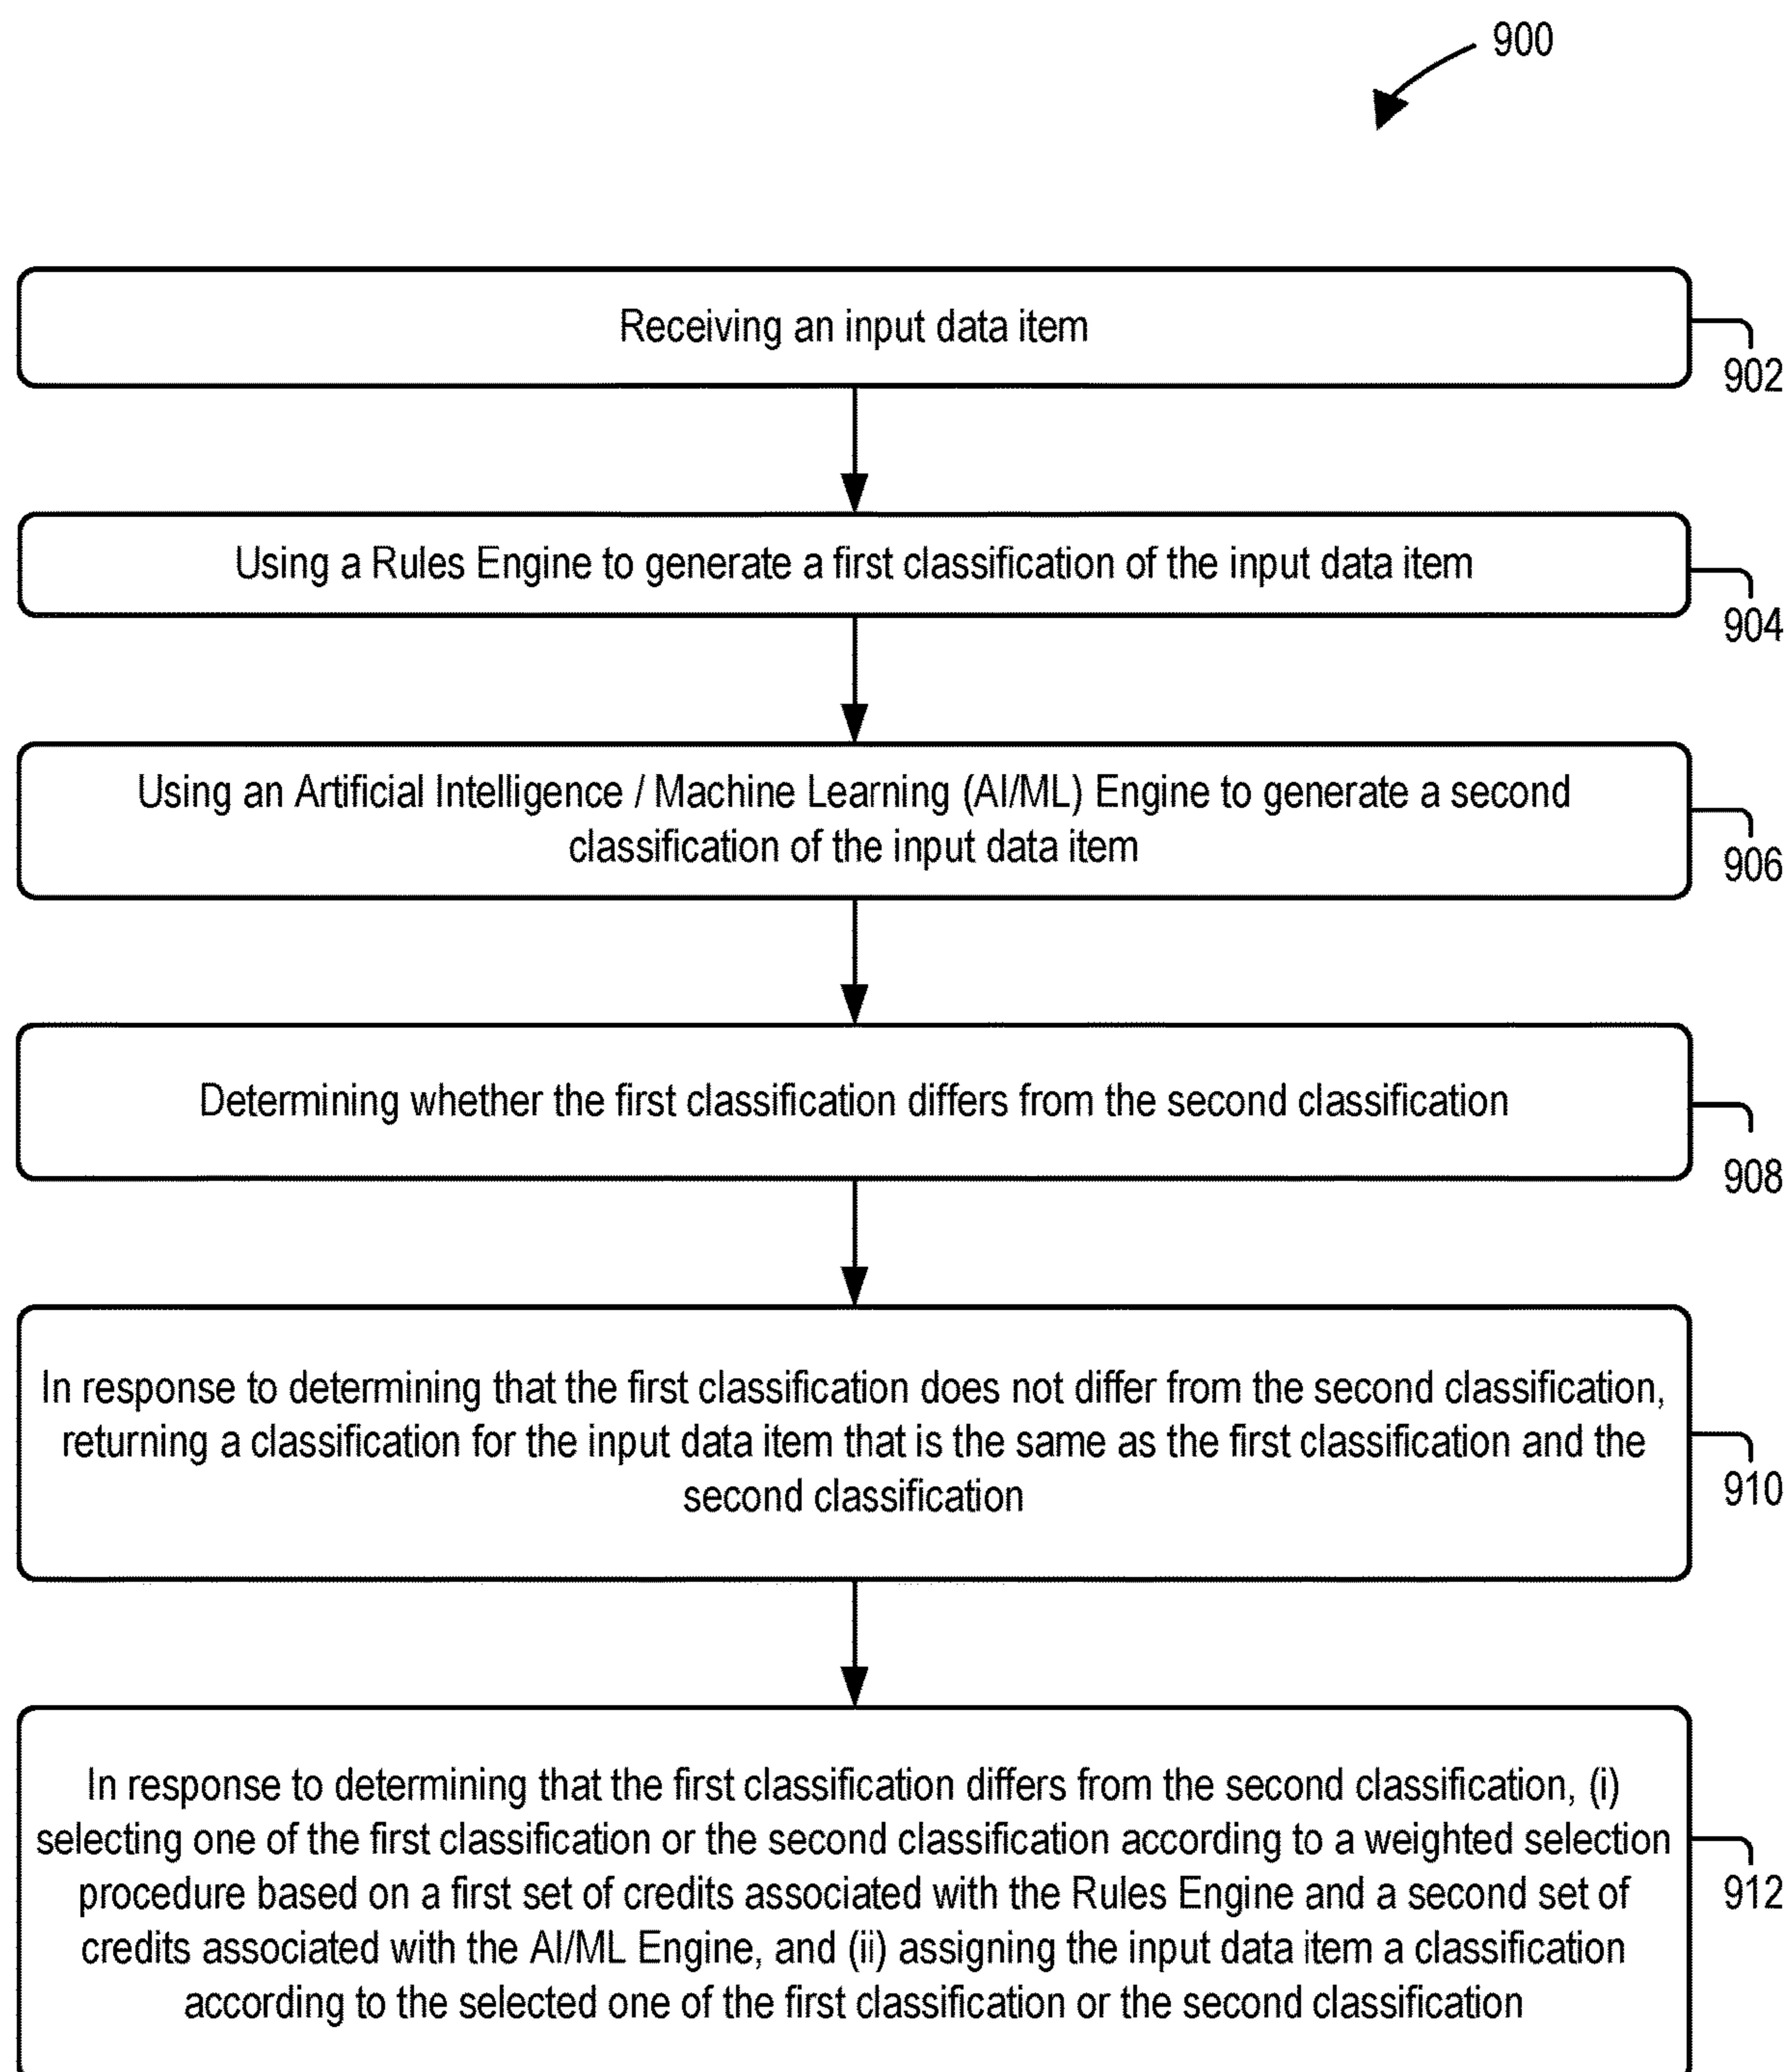 900
Receiving an input data item
902
Using a Rules Engine to generate a first classification of the input data item
904
Using an Artificial Intelligence / Machine Learning (AI/ML) Engine to generate a second
classification of the input data item
906
Determining whether the first classification differs from the second classification
908
In response to determining that the first classification does not differ from the second classification,
returning a classification for the input data item that is the same as the first classification and the
second classification
910
In response to determining that the first classification differs from the second classification, (i)
selecting one of the first classification or the second classification according to a weighted selection
procedure based on a first set of credits associated with the Rules Engine and a second set of
credits associated with the AI/ML Engine, and (ii) assigning the input data item a classification
according to the selected one of the first classification or the second classification
912